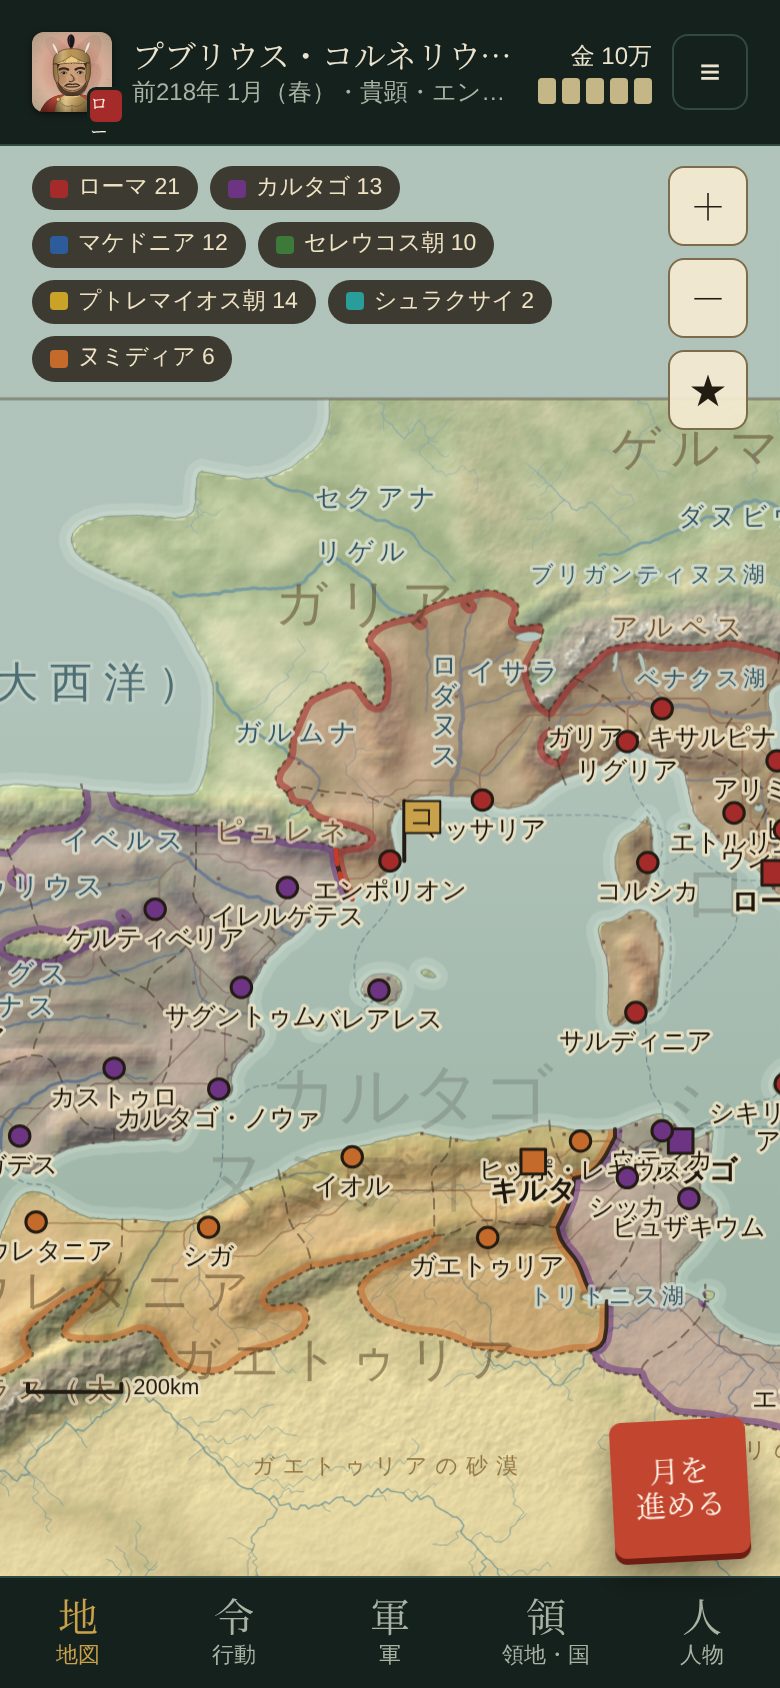 プブリウス・コルネリウ…
前218年 1月（春）・貴顕・エン…
金 10万
≡
ロ
ー
ローマ 21
カルタゴ 13
マケドニア 12
セレウコス朝 10
プトレマイオス朝 14
シュラクサイ 2
ヌミディア 6
＋
－
★
ゲルマ
セクアナ
リゲル
ブリガンティヌス湖
ガリア
アルペス
大西洋）
ロダヌス
イサラ
ベナクス湖
ガルムナ
ガリア・キサルピナ
リグリア
コ
ッサリア
イベルス
ピュレネ
エンポリオン
コルシカ
イレルゲテス
ケルティベリア
サグントゥム
バレアレス
サルディニア
カストゥロ
カルタゴ・ノウァ
カルタゴ
シキリ
イオル
ヒッポ・レギウス
キルタ
シッカ
ビュザキウム
シガ
ガエトゥリア
トリトニス湖
ガエトゥリア
200km
ガエトゥリアの砂漠
月を
進める
地
地図
令
行動
軍
軍
領
領地・国
人
人物